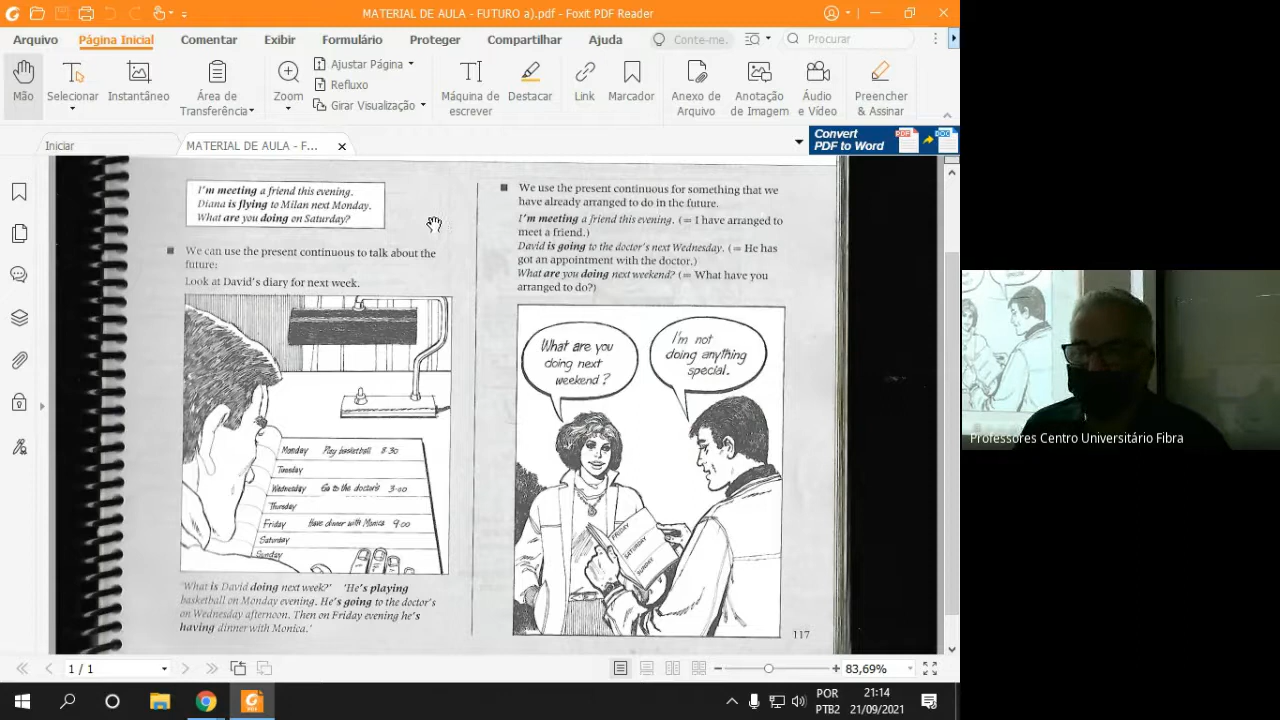 MATERIAL DE AULA - FUTURO a).pdf - Foxit PDF Reader
Arquivo
Página Inicial
Comentar
Exibir
Formulário
Proteger
Compartilhar
Ajuda
Conte-me.
Procurar
Mão
Selecionar
Instantâneo
Área de
Transferência
Zoom
Ajustar Página
Refluxo
Girar Visualização
Máquina de
escrever
Destacar
Link
Marcador
Anexo de
Arquivo
Anotação
de Imagem
Áudio
e Vídeo
Preencher
& Assinar
Iniciar
MATERIAL DE AULA - F...
Convert
PDF to Word
PDF
DOC
I'm meeting a friend this evening.
Diana is flying to Milan next Monday.
What are you doing on Saturday?
We can use the present continuous to talk about the
future:
Look at David's diary for next week.
Monday Play basketball 8.30
Tuesday
Wednesday Go to the doctor's 3.00
Thursday
Friday Have dinner with Monica 9.00
Saturday
Sunday
'What is David doing next week?' 'He's playing
basketball on Monday evening. He's going to the doctor's
on Wednesday afternoon. Then on Friday evening he's
having dinner with Monica.'
We use the present continuous for something that we
have already arranged to do in the future.
I'm meeting a friend this evening. (= I have arranged to
meet a friend.)
David is going to the doctor's next Wednesday. (= He has
got an appointment with the doctor.)
What are you doing next weekend? (= What have you
arranged to do?)
What are you
doing next
weekend?
I'm not
doing anything
special.
FRIDAY
SATURDAY
SUNDAY
117
Professores Centro Universitário Fibra
1 / 1
83,69%
POR
PTB2
21:14
21/09/2021